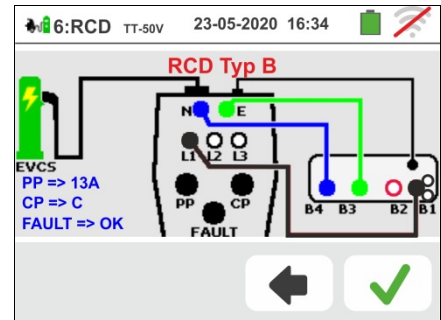 6:RCD TT-50V 23-05-2020 16:34
RCD Typ B
N E
L1 L2 L3
EVCS
PP => 13A
CP => C
FAULT => OK
PP CP
FAULT
B4 B3 B2 B1